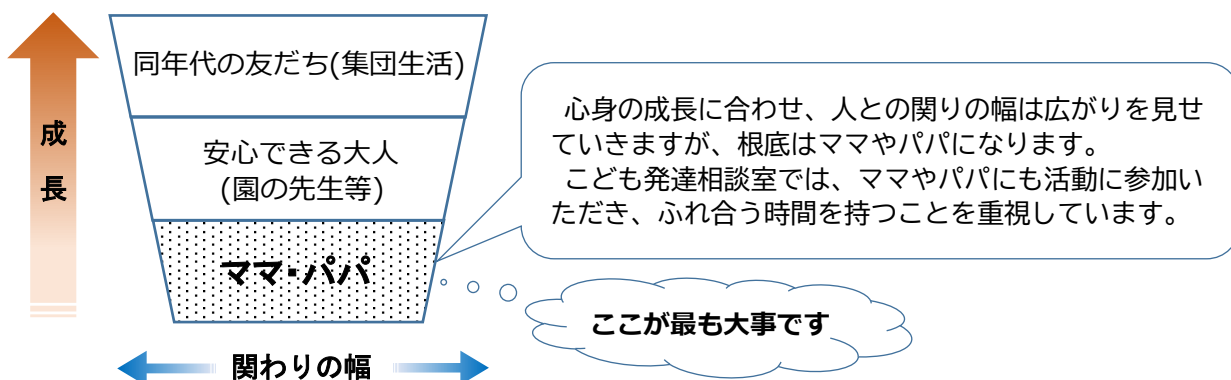 同年代の友だち(集団生活)
安心できる大人
(園の先生等)
ママ・パパ
成
長
関わりの幅
心身の成長に合わせ、人との関りの幅は広がりを見せ
ていきますが、根底はママやパパになります。
こども発達相談室では、ママやパパにも活動に参加い
ただき、ふれ合う時間を持つことを重視しています。
ここが最も大事です